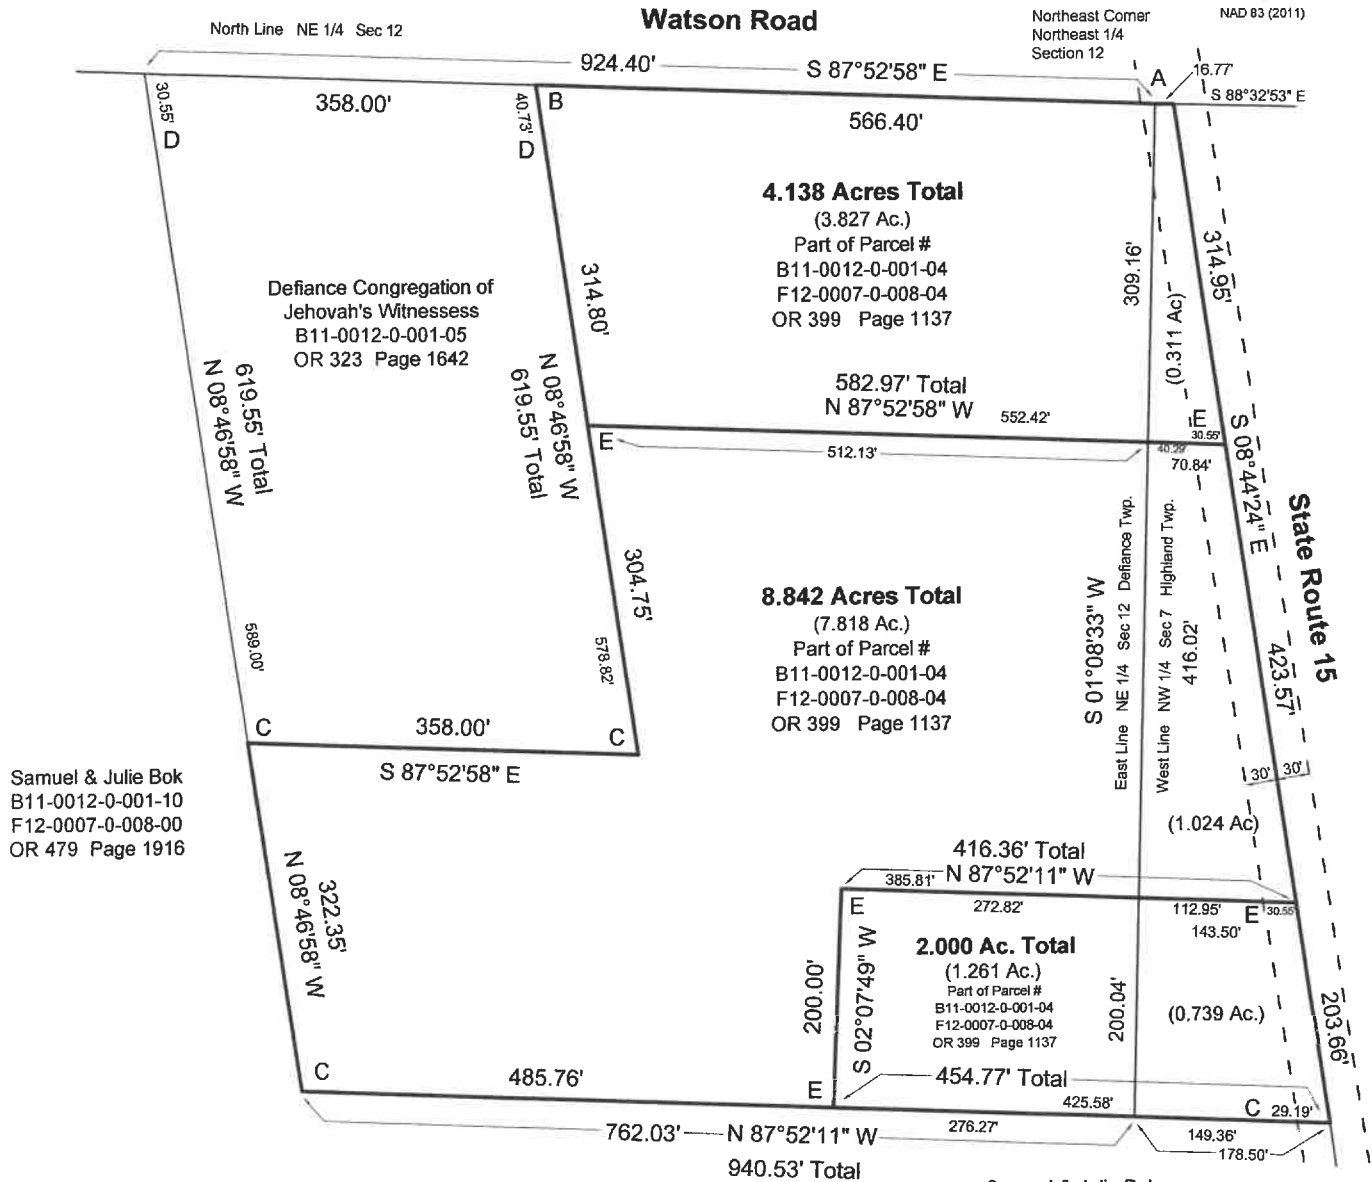 Watson Road
North Line NE 1/4 Sec 12
Northeast Corner
Northeast 1/4
Section 12
NAD 83 (2011)
924.40'
S 87°52'58" E
A
16.77'
S 88°32'53" E
30.55'
D
358.00'
40.73'
D
B
566.40'
4.138 Acres Total
(3.827 Ac.)
Part of Parcel #
B11-0012-0-001-04
F12-0007-0-008-04
OR 399 Page 1137
309.16'
(0.311 Ac)
314.95'
Defiance Congregation of
Jehovah's Witnessess
B11-0012-0-001-05
OR 323 Page 1642
314.80'
619.55' Total
N 08°46'58" W
N 08°46'58" W
619.55' Total
582.97' Total
N 87°52'58" W
552.42'
E
30.55'
E
512.13'
40.29'
70.84'
S 08°44'24" E
State Route 15
304.75'
578.82'
589.00'
8.842 Acres Total
(7.818 Ac.)
Part of Parcel #
B11-0012-0-001-04
F12-0007-0-008-04
OR 399 Page 1137
S 01°08'33" W
East Line NE 1/4 Sec 12 Defiance Twp.
West Line NW 1/4 Sec 7 Highland Twp.
416.02'
423.57'
30'
30'
C
358.00'
C
S 87°52'58" E
Samuel & Julie Bok
B11-0012-0-001-10
F12-0007-0-008-00
OR 479 Page 1916
(1.024 Ac)
416.36' Total
385.81'
N 87°52'11" W
E
272.82'
112.95'
E
30.55'
143.50'
322.35'
N 08°46'58" W
200.00'
S 02°07'49" W
2.000 Ac. Total
(1.261 Ac.)
Part of Parcel #
B11-0012-0-001-04
F12-0007-0-008-04
OR 399 Page 1137
200.04'
(0.739 Ac.)
203.66'
C
485.76'
E
454.77' Total
425.58'
C
29.19'
762.03'
N 87°52'11" W
276.27'
149.36'
178.50'
940.53' Total